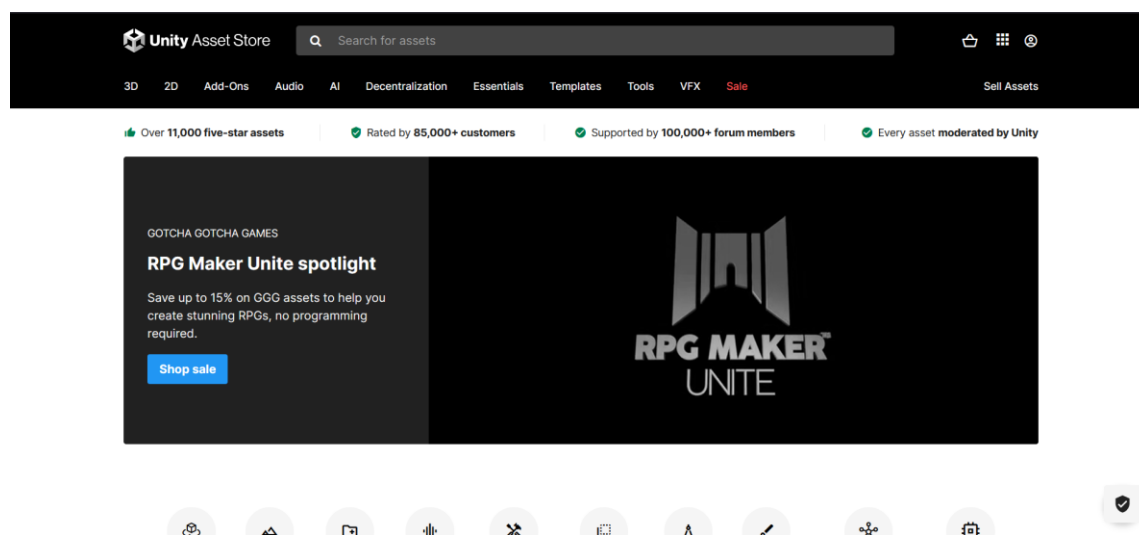 Unity Asset Store
Search for assets
3D 2D Add-Ons Audio AI Decentralization Essentials Templates Tools VFX Sale Sell Assets
Over 11,000 five-star assets
Rated by 85,000+ customers
Supported by 100,000+ forum members
Every asset moderated by Unity
GOTCHA GOTCHA GAMES
RPG Maker Unite spotlight
Save up to 15% on GGG assets to help you
create stunning RPGs, no programming
required.
Shop sale
RPG MAKER™
UNITE